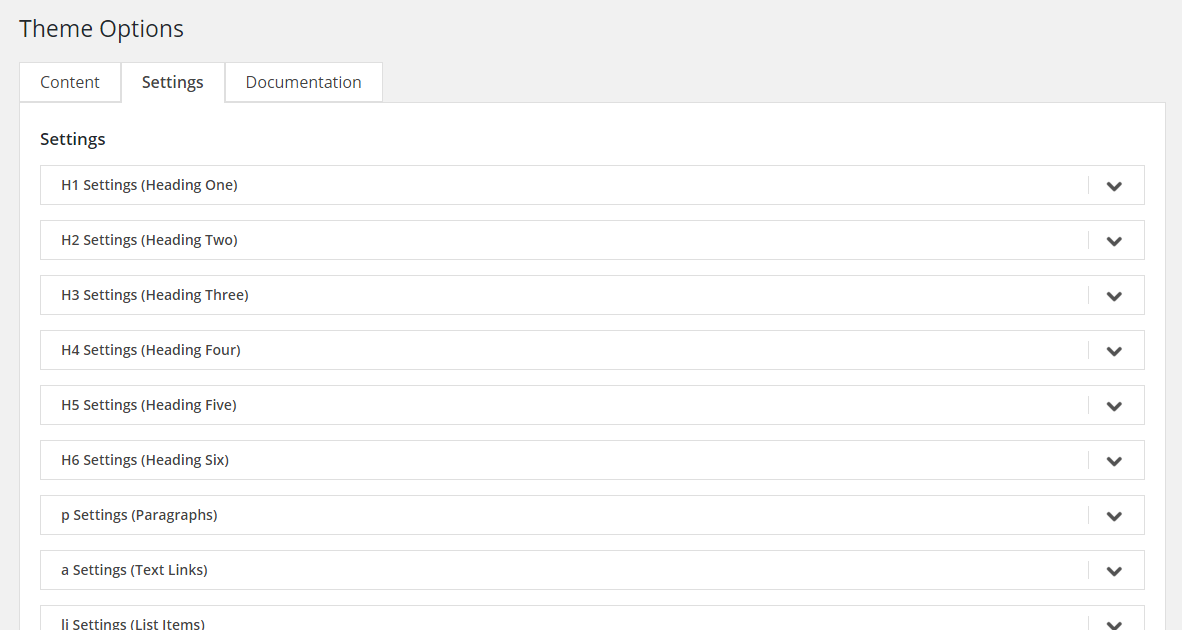 Theme Options
Content Settings Documentation
Settings
H1 Settings (Heading One)
H2 Settings (Heading Two)
H3 Settings (Heading Three)
H4 Settings (Heading Four)
H5 Settings (Heading Five)
H6 Settings (Heading Six)
p Settings (Paragraphs)
a Settings (Text Links)
li Settings (List Items)